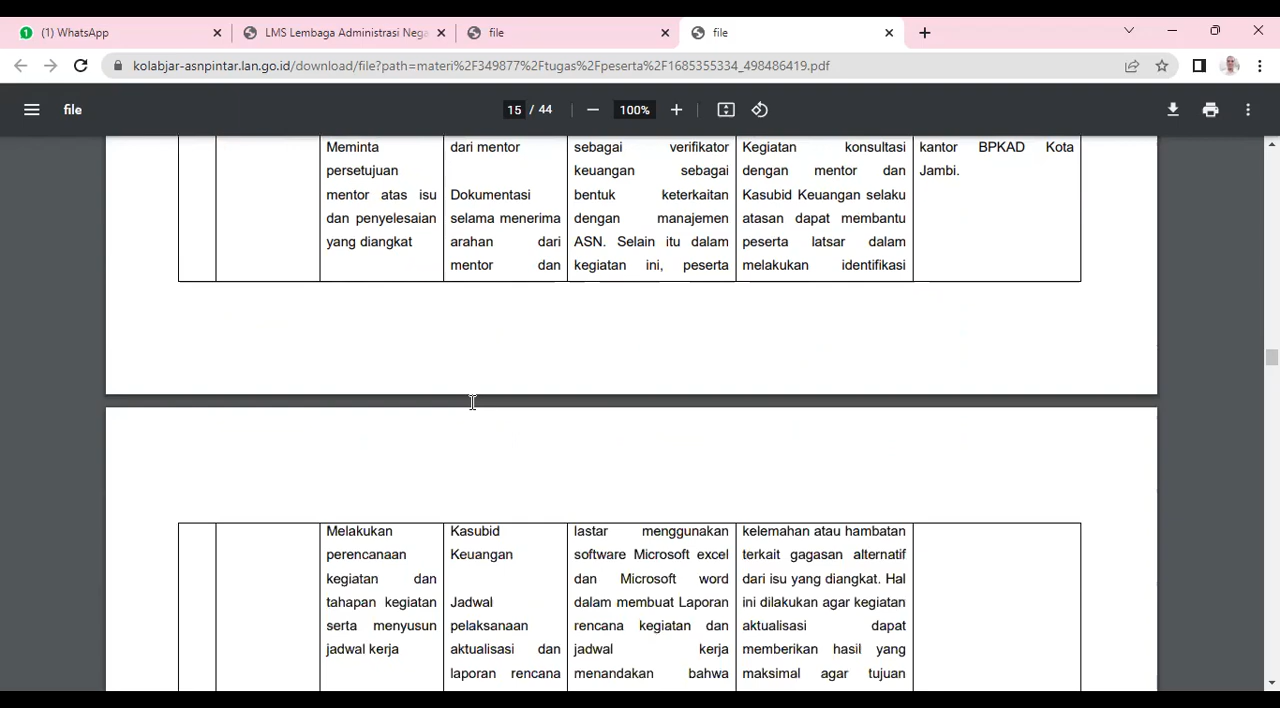 (1) WhatsApp
LMS Lembaga Administrasi Nega
file
file
kolabjar-asnpintar.lan.go.id/download/file?path=materi%2F349877%2Ftugas%2Fpeserta%2F1685355334_498486419.pdf
file
15 / 44
100%
Meminta
persetujuan
mentor atas isu
dan penyelesaian
yang diangkat
dari mentor
Dokumentasi
selama menerima
arahan dari
mentor dan
sebagai verifikator
keuangan sebagai
bentuk keterkaitan
dengan manajemen
ASN. Selain itu dalam
kegiatan ini, peserta
Kegiatan konsultasi
dengan mentor dan
Kasubid Keuangan selaku
atasan dapat membantu
peserta latsar dalam
melakukan identifikasi
kantor BPKAD Kota
Jambi.
Melakukan
perencanaan
kegiatan dan
tahapan kegiatan
serta menyusun
jadwal kerja
Kasubid
Keuangan
Jadwal
pelaksanaan
aktualisasi dan
laporan rencana
lastar menggunakan
software Microsoft excel
dan Microsoft word
dalam membuat Laporan
rencana kegiatan dan
jadwal kerja
menandakan bahwa
kelemahan atau hambatan
terkait gagasan alternatif
dari isu yang diangkat. Hal
ini dilakukan agar kegiatan
aktualisasi dapat
memberikan hasil yang
maksimal agar tujuan